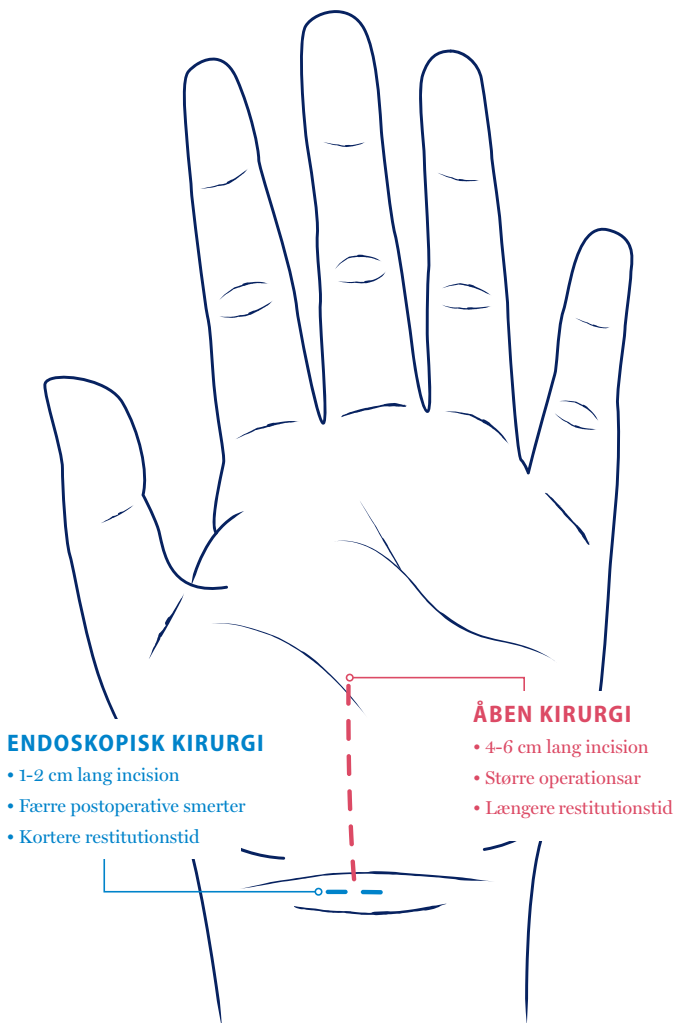 ENDOSKOPISK KIRURGI
• 1-2 cm lang incision
• Færre postoperative smerter
• Kortere restitutionstid
ÅBEN KIRURGI
• 4-6 cm lang incision
• Større operationsar
• Længere restitutionstid